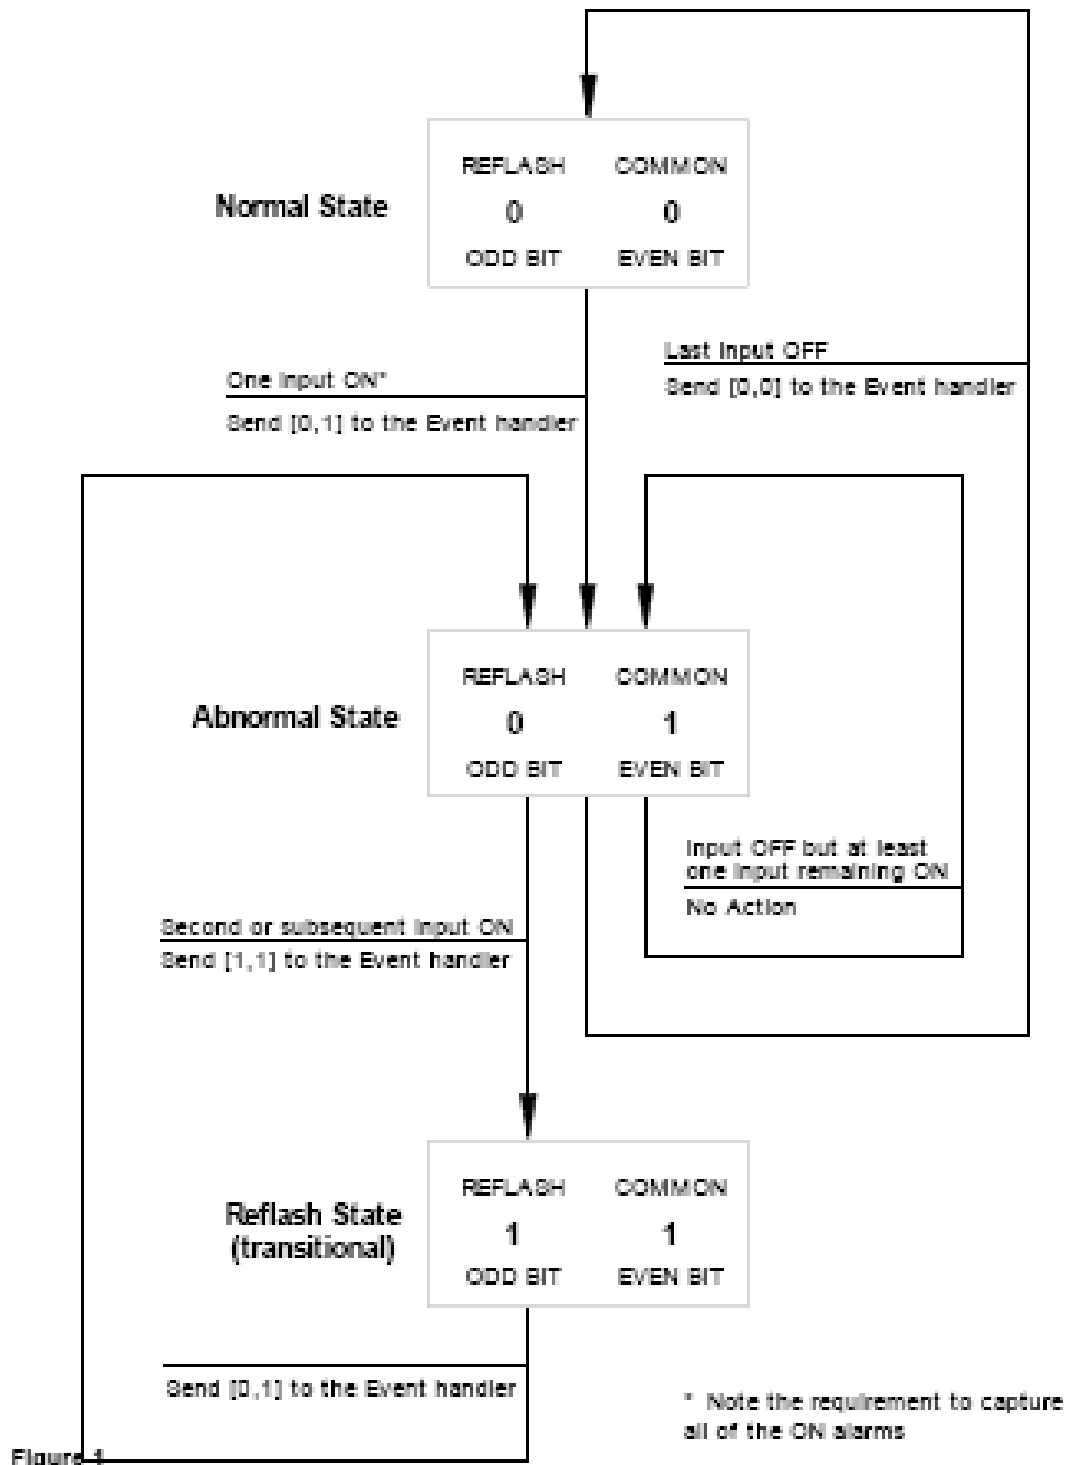 REFLASH COMMON
Normal State
0 0
ODD BIT EVEN BIT
Last Input OFF
Send [0,0] to the Event handler
One Input ON*
Send [0,1] to the Event handler
REFLASH COMMON
Abnormal State
0 1
ODD BIT EVEN BIT
Input OFF but at least
one input remaining ON
No Action
Second or subsequent Input ON
Send [1,1] to the Event handler
REFLASH COMMON
Reflash State
(transitional)
1 1
ODD BIT EVEN BIT
Send [0,1] to the Event handler
* Note the requirement to capture
all of the ON alarms
Figure 1